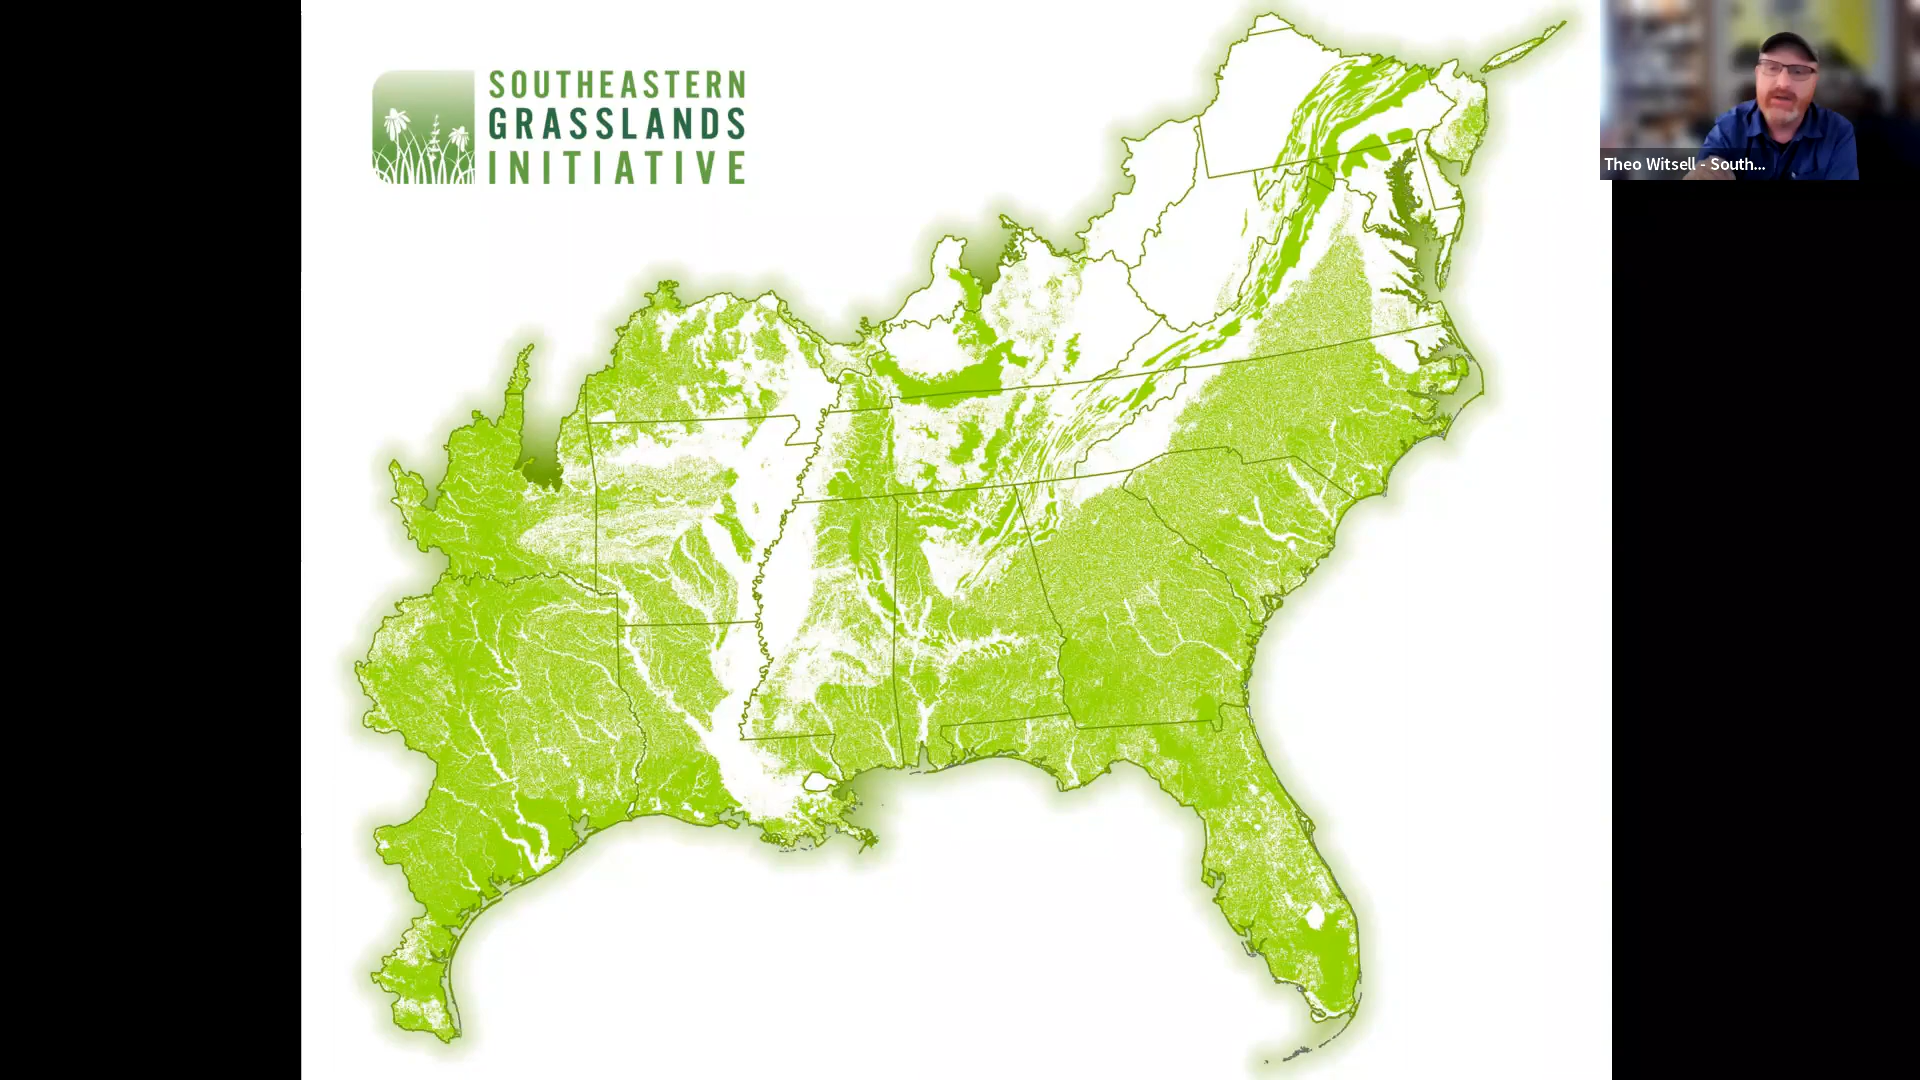 SOUTHEASTERN
GRASSLANDS
INITIATIVE
Theo Witsell - South...